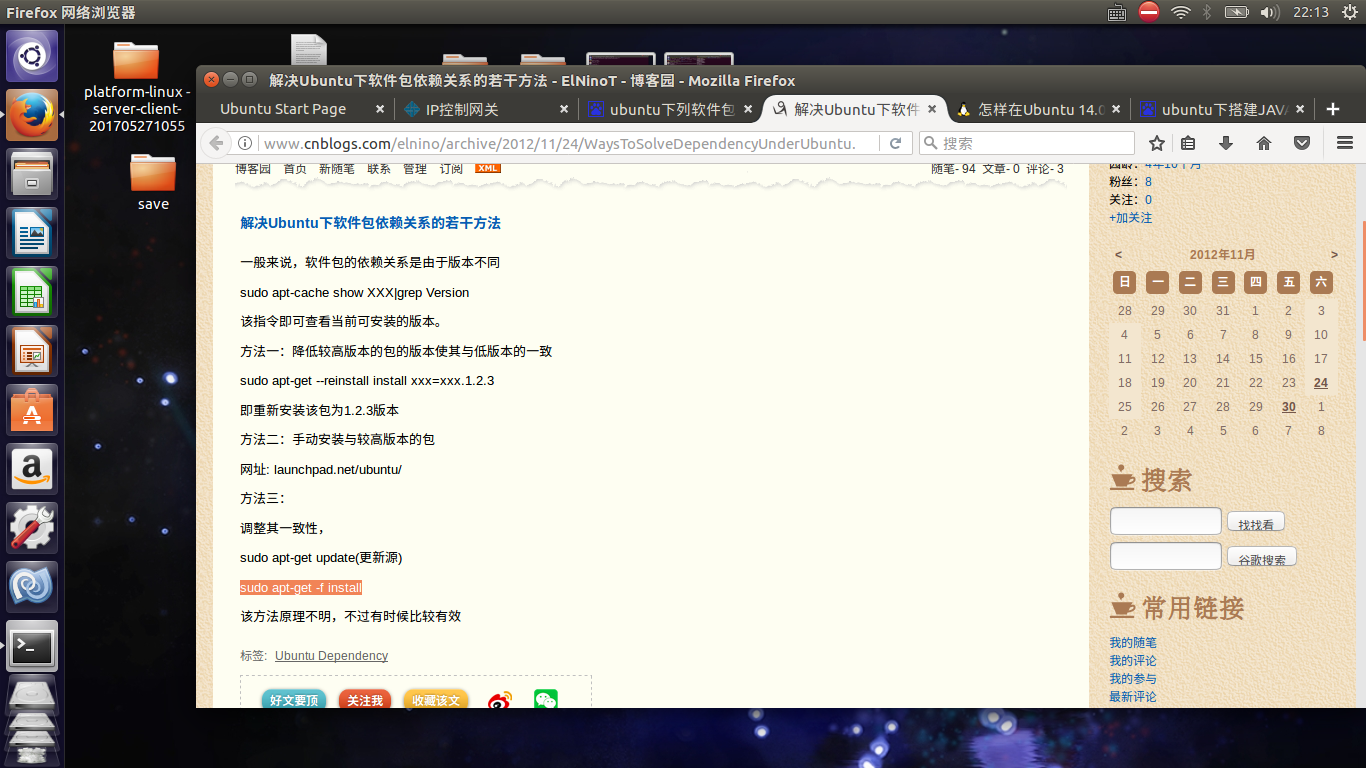 Firefox 网络浏览器
22:13
platform-linux -
server-client-
201705271055
save
解决Ubuntu下软件包依赖关系的若干方法 - ElNinoT - 博客园 - Mozilla Firefox
Ubuntu Start Page
IP控制网关
ubuntu下列软件包
解决Ubuntu下软件
怎样在Ubuntu 14.0
ubuntu下搭建JAVA
www.cnblogs.com/elnino/archive/2012/11/24/WaysToSolveDependencyUnderUbuntu.
搜索
博客园 首页 新随笔 联系 管理 订阅 XML
随笔- 94 文章- 0 评论- 3
解决Ubuntu下软件包依赖关系的若干方法
一般来说，软件包的依赖关系是由于版本不同
sudo apt-cache show XXX|grep Version
该指令即可查看当前可安装的版本。
方法一：降低较高版本的包的版本使其与低版本的一致
sudo apt-get --reinstall install xxx=xxx.1.2.3
即重新安装该包为1.2.3版本
方法二：手动安装与较高版本的包
网址: launchpad.net/ubuntu/
方法三：
调整其一致性，
sudo apt-get update(更新源)
sudo apt-get -f install
该方法原理不明，不过有时候比较有效
标签: Ubuntu Dependency
好文要顶 关注我 收藏该文
园龄：4年10个月
粉丝：8
关注：0
+加关注
< 2012年11月 >
日 一 二 三 四 五 六
28 29 30 31 1 2 3
4 5 6 7 8 9 10
11 12 13 14 15 16 17
18 19 20 21 22 23 24
25 26 27 28 29 30 1
2 3 4 5 6 7 8
搜索
找找看
谷歌搜索
常用链接
我的随笔
我的评论
我的参与
最新评论